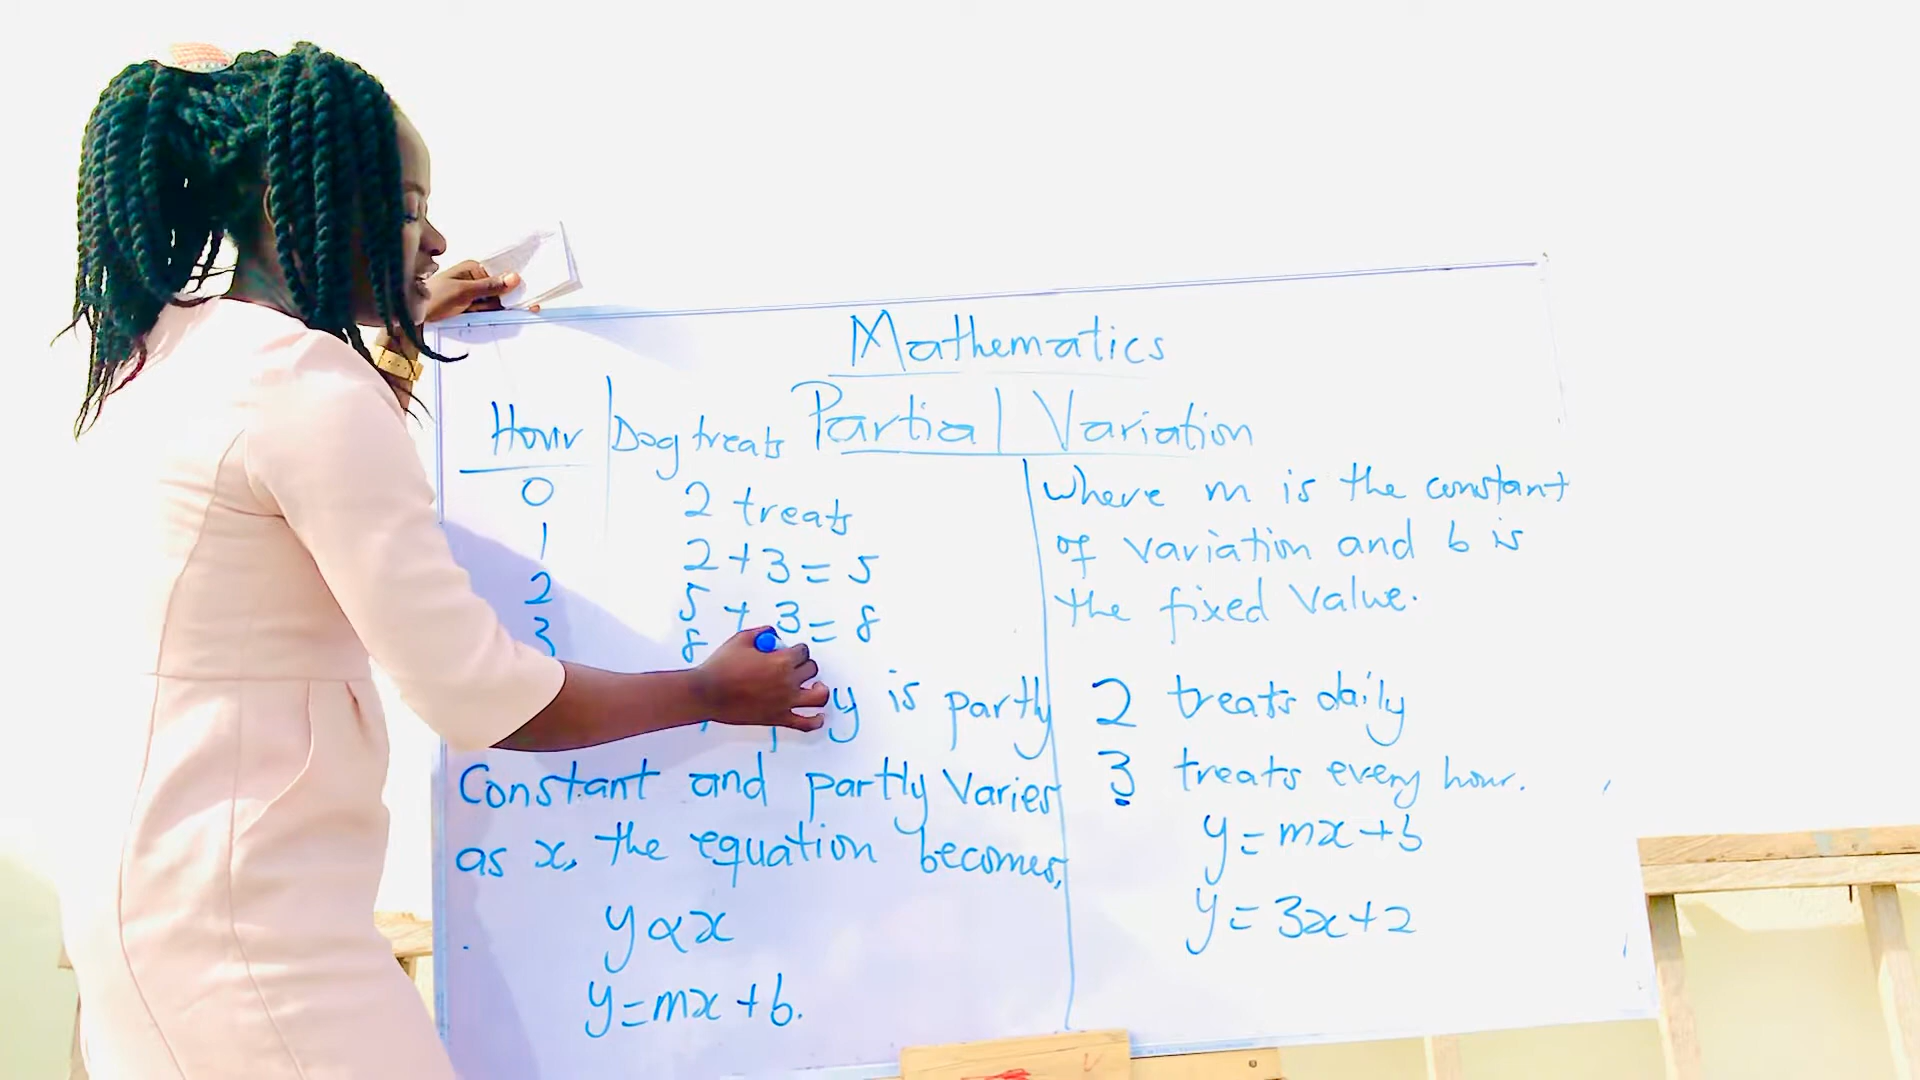 Mathematics
Partial Variation
Hour Dog treats
0 2 treats
1 2 + 3 = 5
2 5 + 3 = 8
3 8
y is partly
Constant and partly varies
as x, the equation becomes,
y ∝ x
y = mx + b.
where m is the constant
of variation and b is
the fixed value.
2 treats daily
3 treats every hour.
y = mx + b
y = 3x + 2